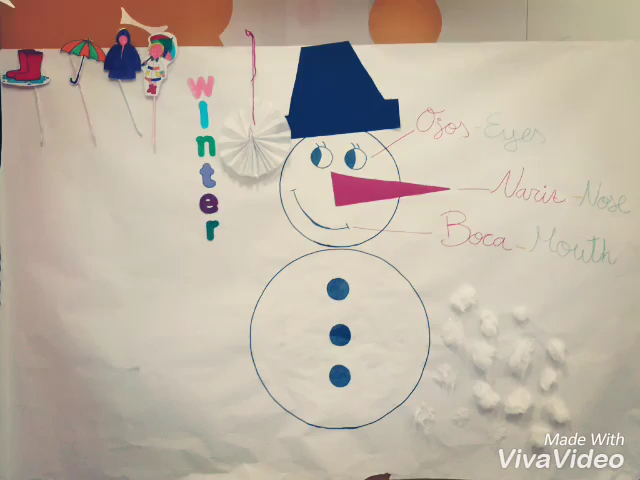 winter
Ojos-Eyes
Nariz-Nose
Boca-Mouth
Made With
VivaVideo